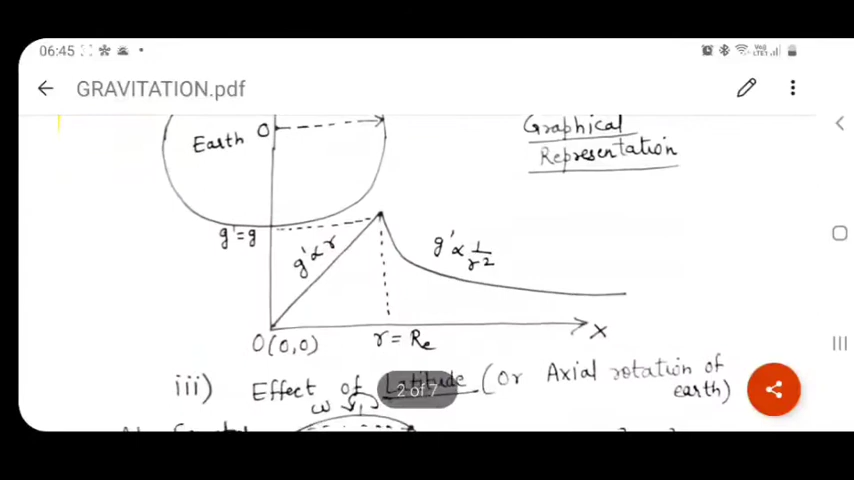 06:45
GRAVITATION.pdf
Graphical
Representation
Earth O
g'=g
g' ∝ r
g' ∝ 1/r2
O(0,0)
r = Re
X
iii) Effect of Latitude (Or Axial rotation of
earth)
2 of 7
ω